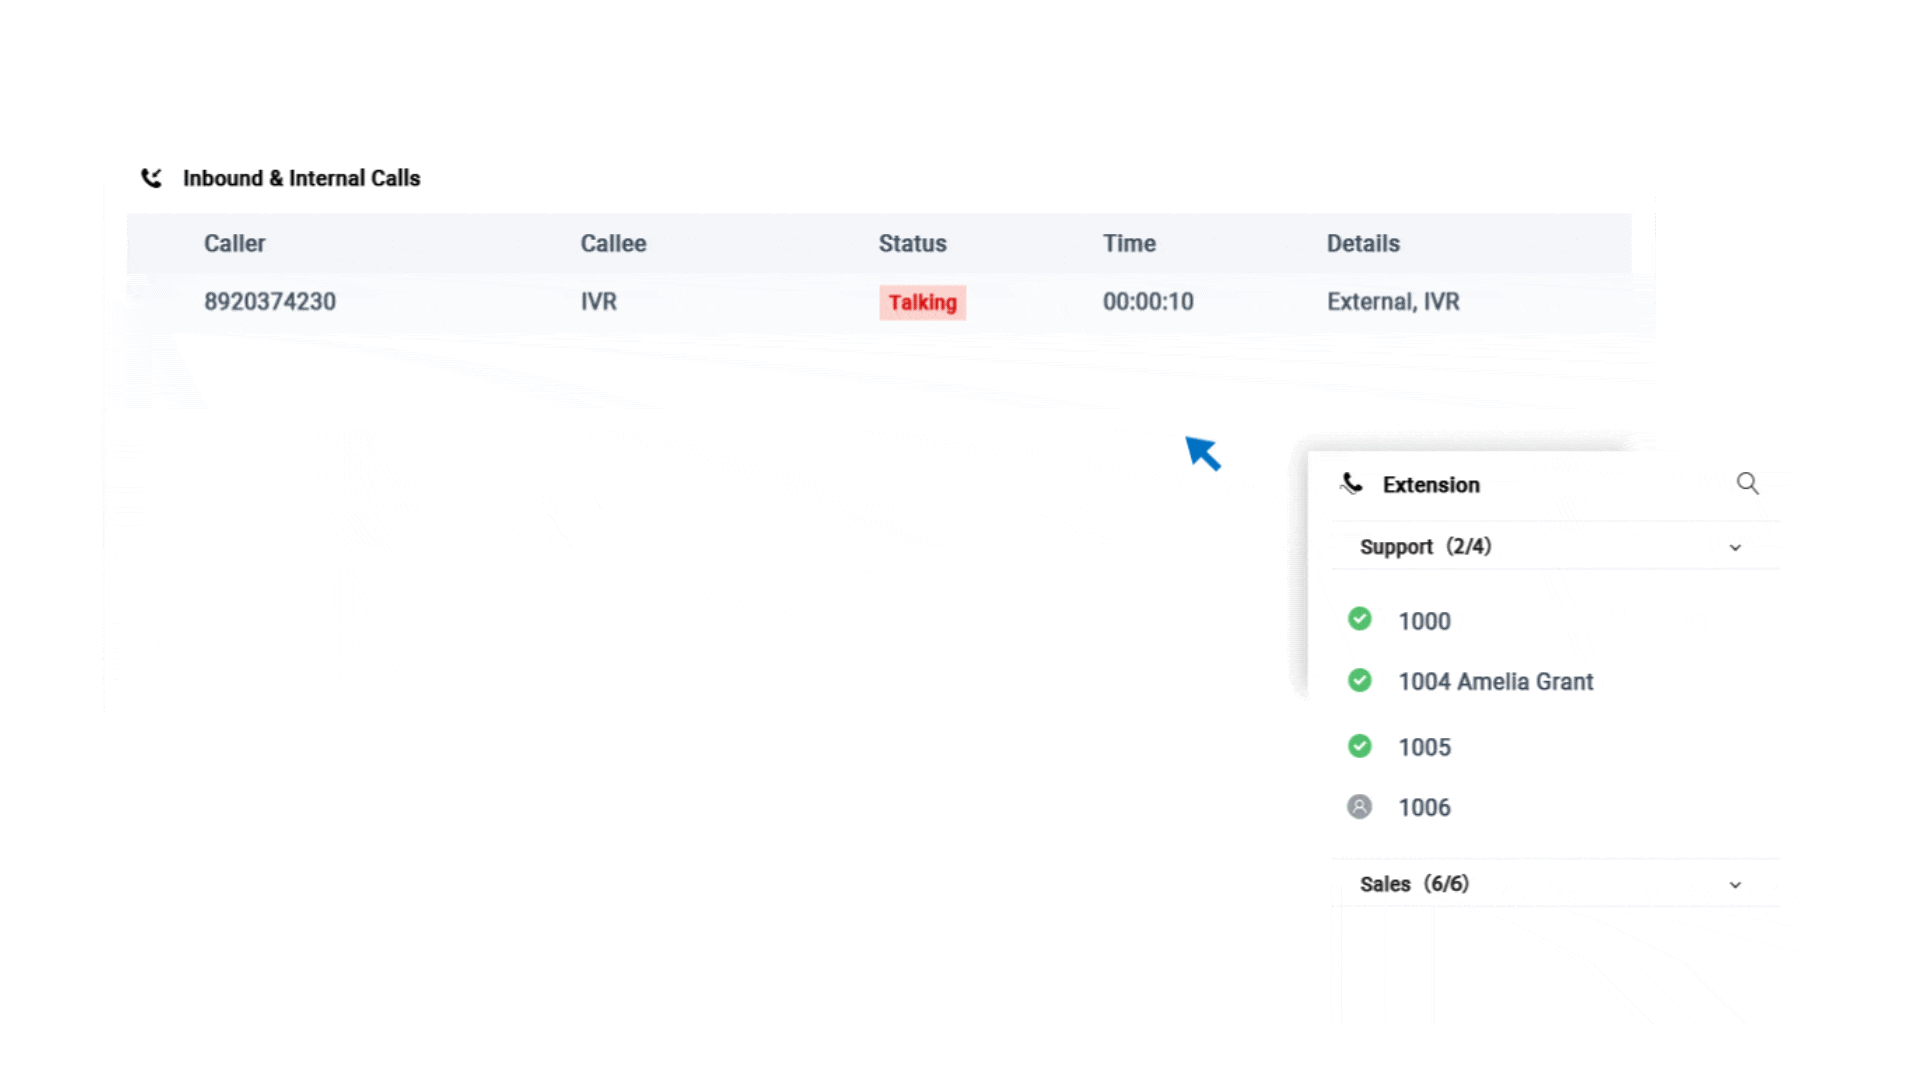 Inbound & Internal Calls
Caller Callee Status Time Details
8920374230 IVR Talking 00:00:10 External, IVR
Extension
Support (2/4)
1000
1004 Amelia Grant
1005
1006
Sales (6/6)